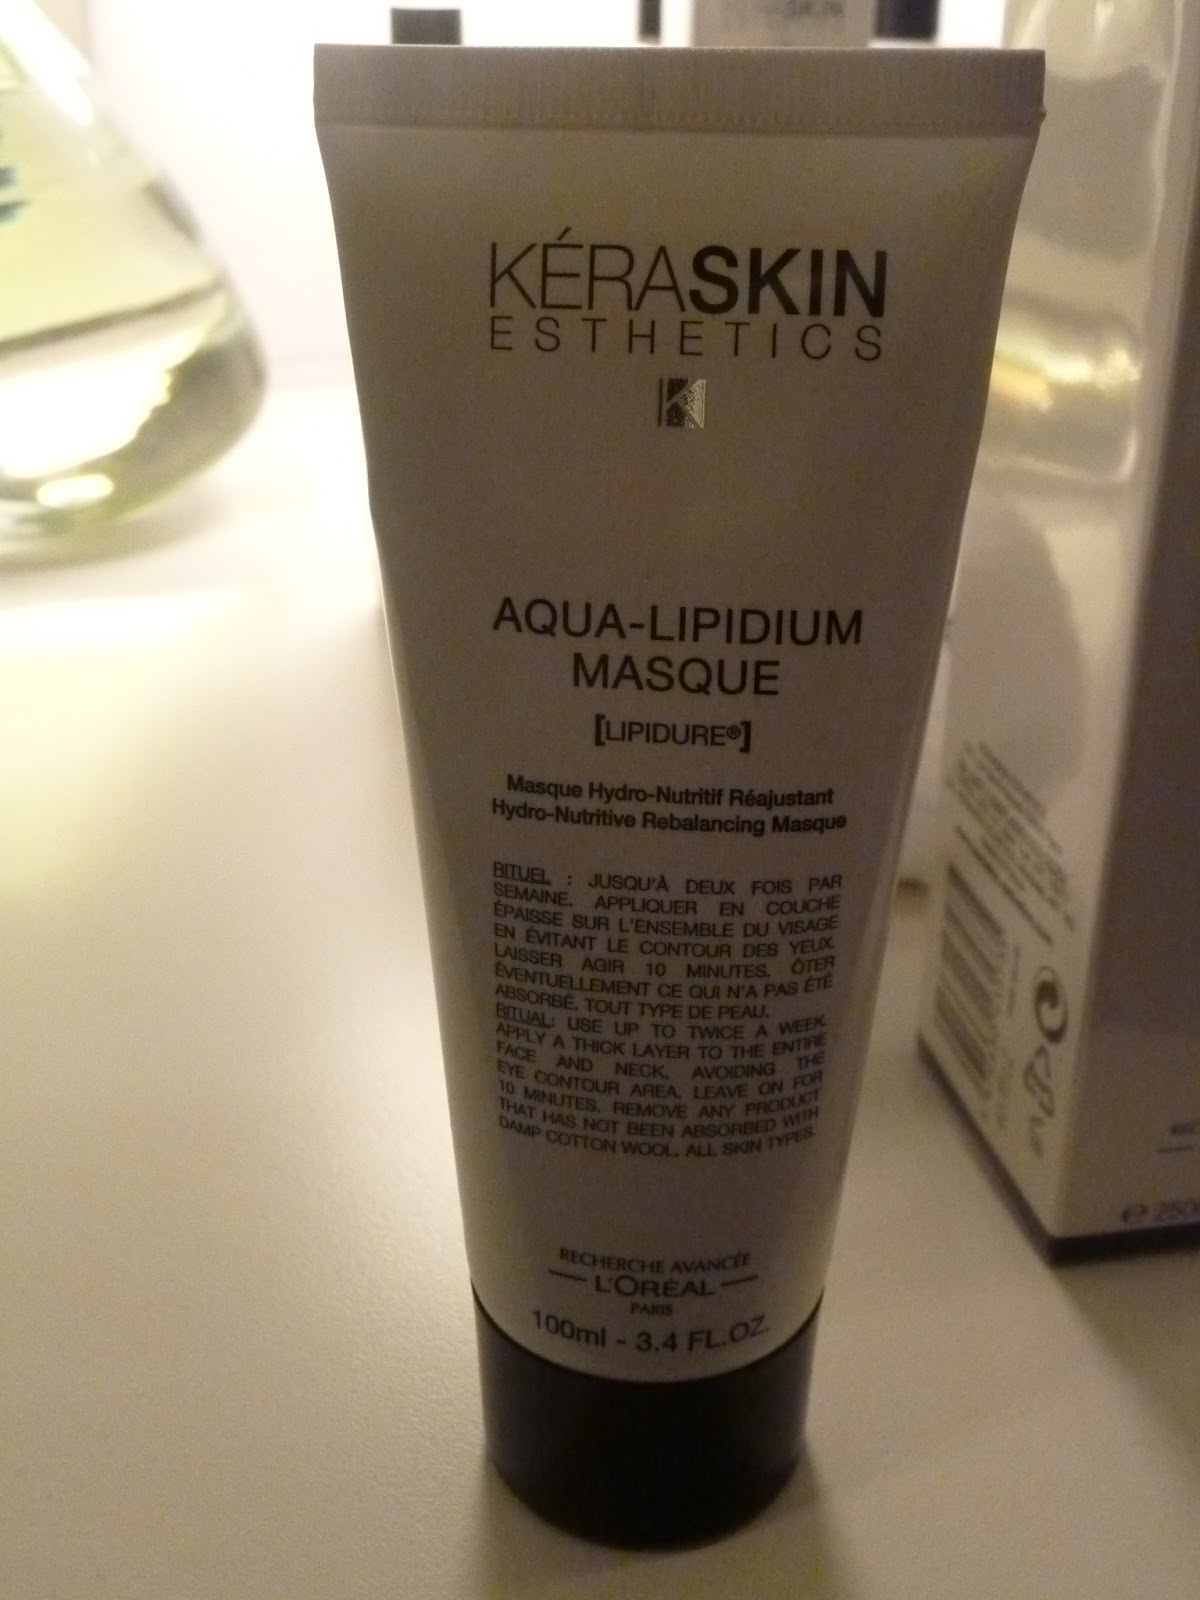 SKIN
KÉRASKIN
ESTHETICS
K
AQUA-LIPIDIUM
MASQUE
[LIPIDURE®]
Masque Hydro-Nutritif Réajustant
Hydro-Nutritive Rebalancing Masque
RITUEL : JUSQU'À DEUX FOIS PAR
SEMAINE. APPLIQUER EN COUCHE
ÉPAISSE SUR L'ENSEMBLE DU VISAGE
EN ÉVITANT LE CONTOUR DES YEUX.
LAISSER AGIR 10 MINUTES. ÔTER
ÉVENTUELLEMENT CE QUI N'A PAS ÉTÉ
ABSORBÉ. TOUT TYPE DE PEAU.
RITUAL: USE UP TO TWICE A WEEK.
APPLY A THICK LAYER TO THE ENTIRE
FACE AND NECK, AVOIDING THE
EYE CONTOUR AREA. LEAVE ON FOR
10 MINUTES. REMOVE ANY PRODUCT
THAT HAS NOT BEEN ABSORBED WITH
DAMP COTTON WOOL. ALL SKIN TYPES.
RECHERCHE AVANCÉE
L'ORÉAL
PARIS
100ml - 3.4 FL.OZ.
REC
℮ 250